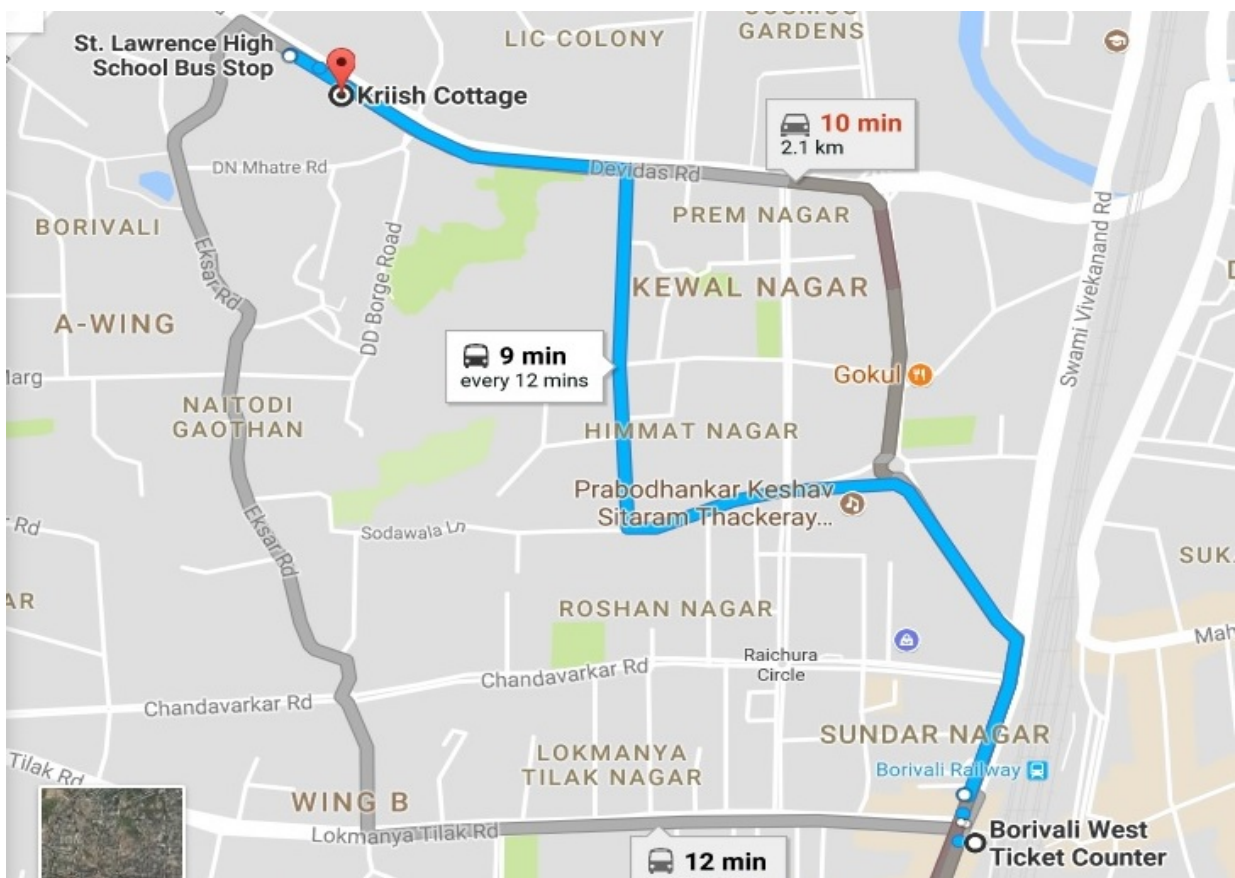 COSMOS
GARDENS
LIC COLONY
St. Lawrence High
School Bus Stop
Kriish Cottage
10 min
2.1 km
DN Mhatre Rd
Devidas Rd
PREM NAGAR
BORIVALI
Eksar Rd
DD Borge Road
KEWAL NAGAR
Swami Vivekanand Rd
A-WING
9 min
every 12 mins
Marg
Gokul
NAITODI
GAOTHAN
HIMMAT NAGAR
Prabodhankar Keshav
Sitaram Thackeray...
Rd
Sodawala Ln
Eksar Rd
SUK
AR
ROSHAN NAGAR
Raichura
Circle
Mah
Chandavarkar Rd
Chandavarkar Rd
SUNDAR NAGAR
LOKMANYA
TILAK NAGAR
Borivali Railway
Tilak Rd
WING B
Lokmanya Tilak Rd
Borivali West
Ticket Counter
12 min